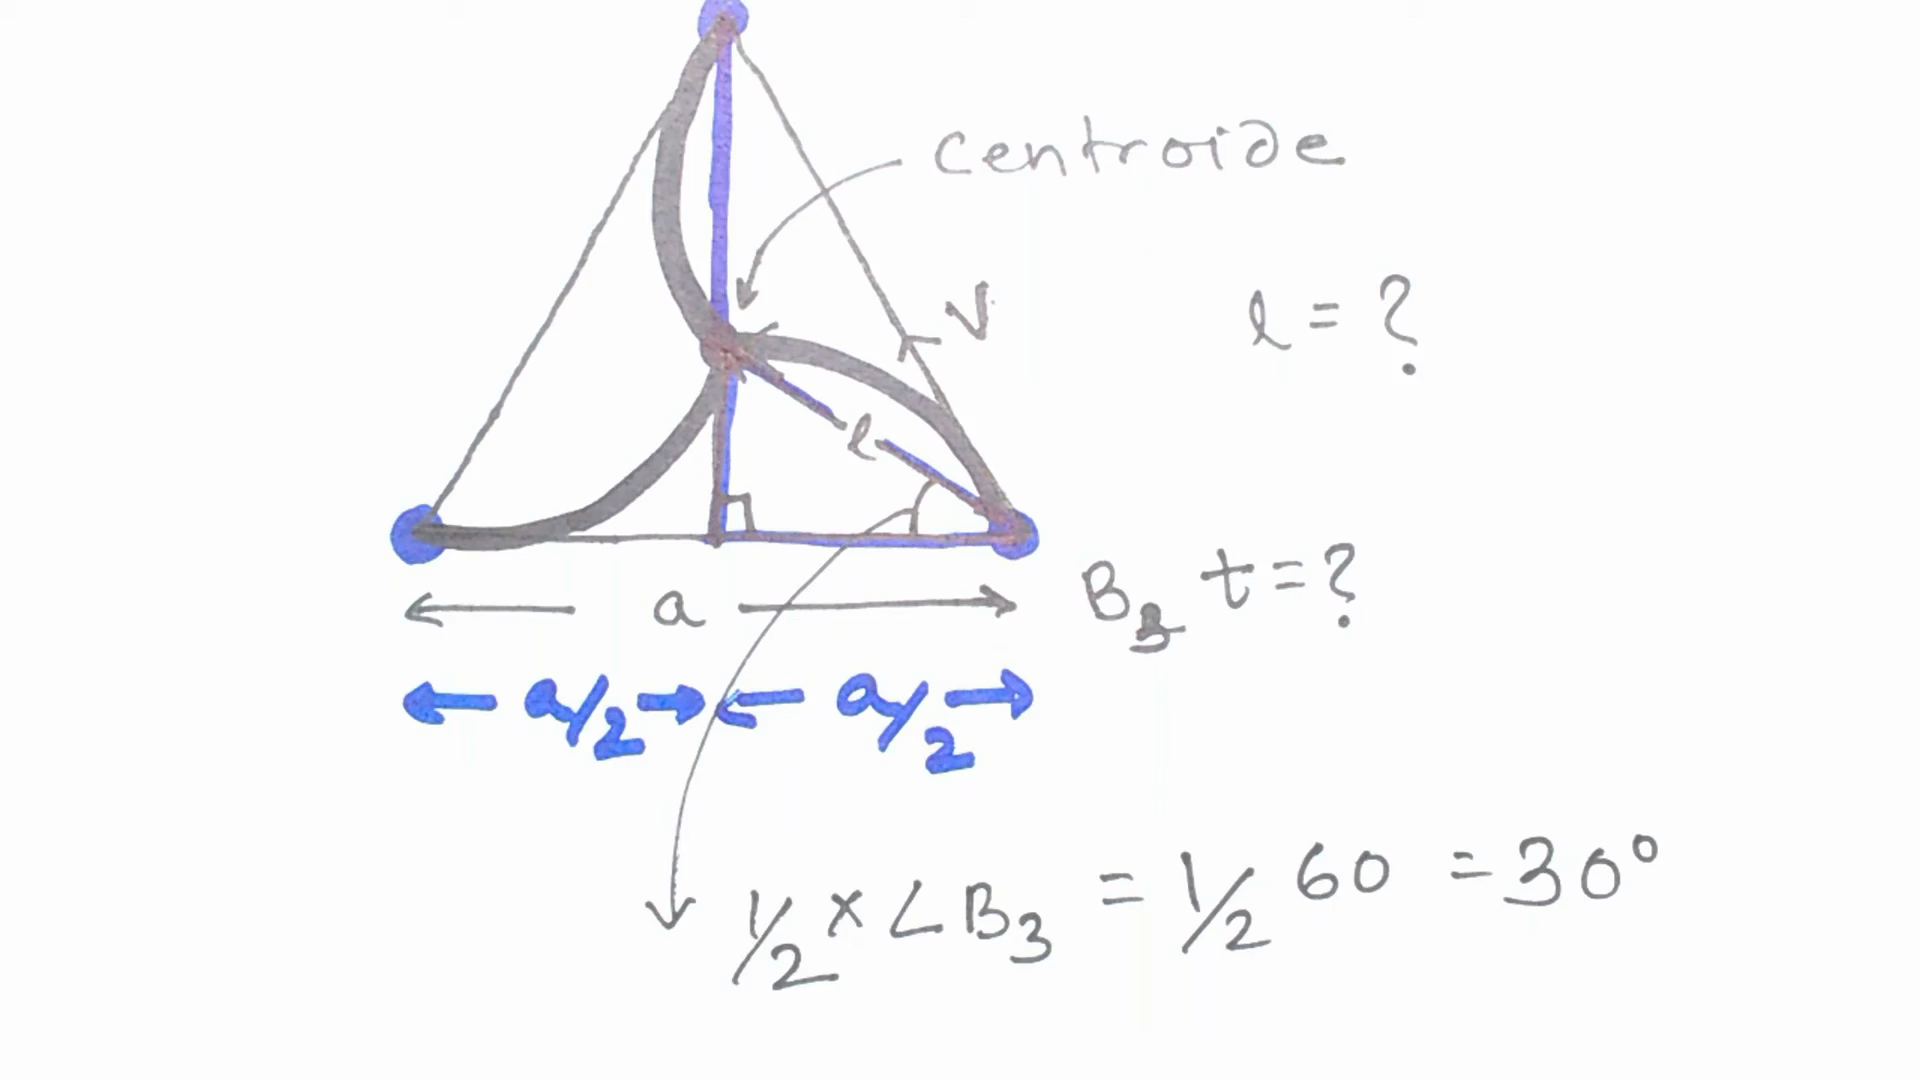 centroide
V
l = ?
l
a
B3 t = ?
a/2 a/2
1/2 × ∠B3 = 1/2 60 = 30°